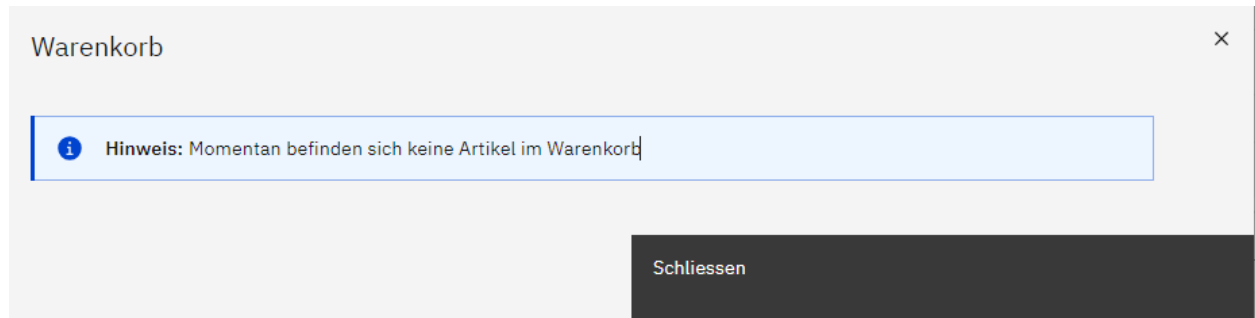 Warenkorb
Hinweis: Momentan befinden sich keine Artikel im Warenkorb
Schliessen